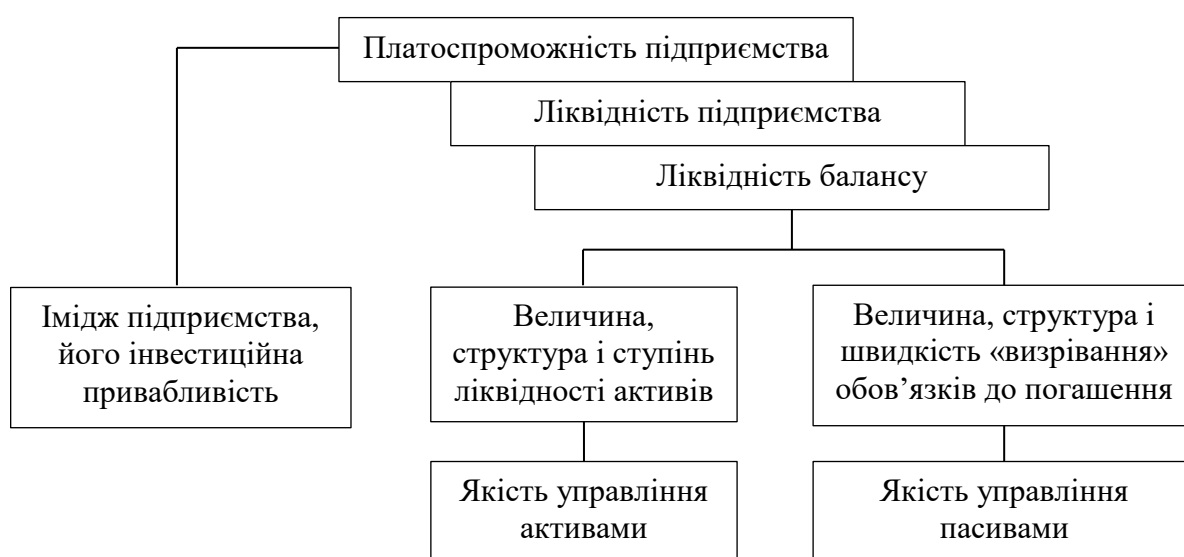 Платоспроможність підприємства
Ліквідність підприємства
Ліквідність балансу
Імідж підприємства,
його інвестиційна
привабливість
Величина,
структура і ступінь
ліквідності активів
Величина, структура і
швидкість «визрівання»
обов’язків до погашення
Якість управління
активами
Якість управління
пасивами